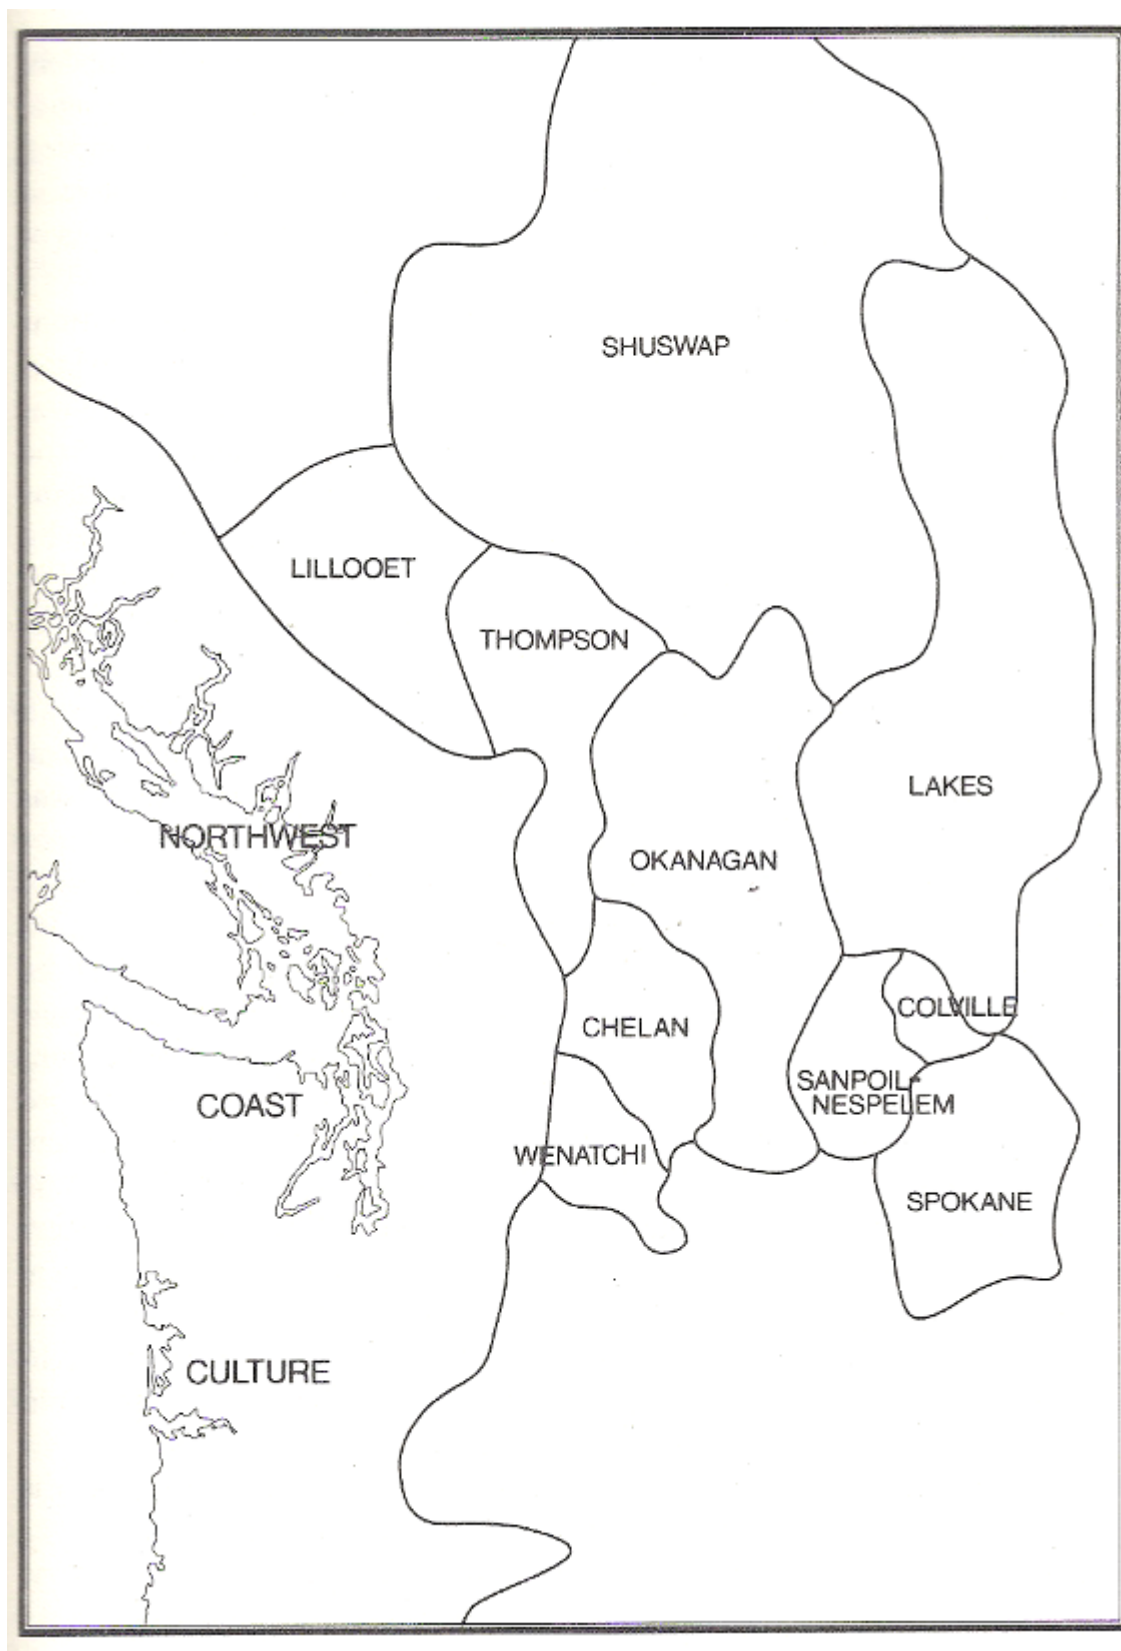 SHUSWAP
LILLOOET
THOMPSON
LAKES
NORTHWEST
OKANAGAN
COLVILLE
CHELAN
SANPOIL-
NESPELEM
COAST
WENATCHI
SPOKANE
CULTURE